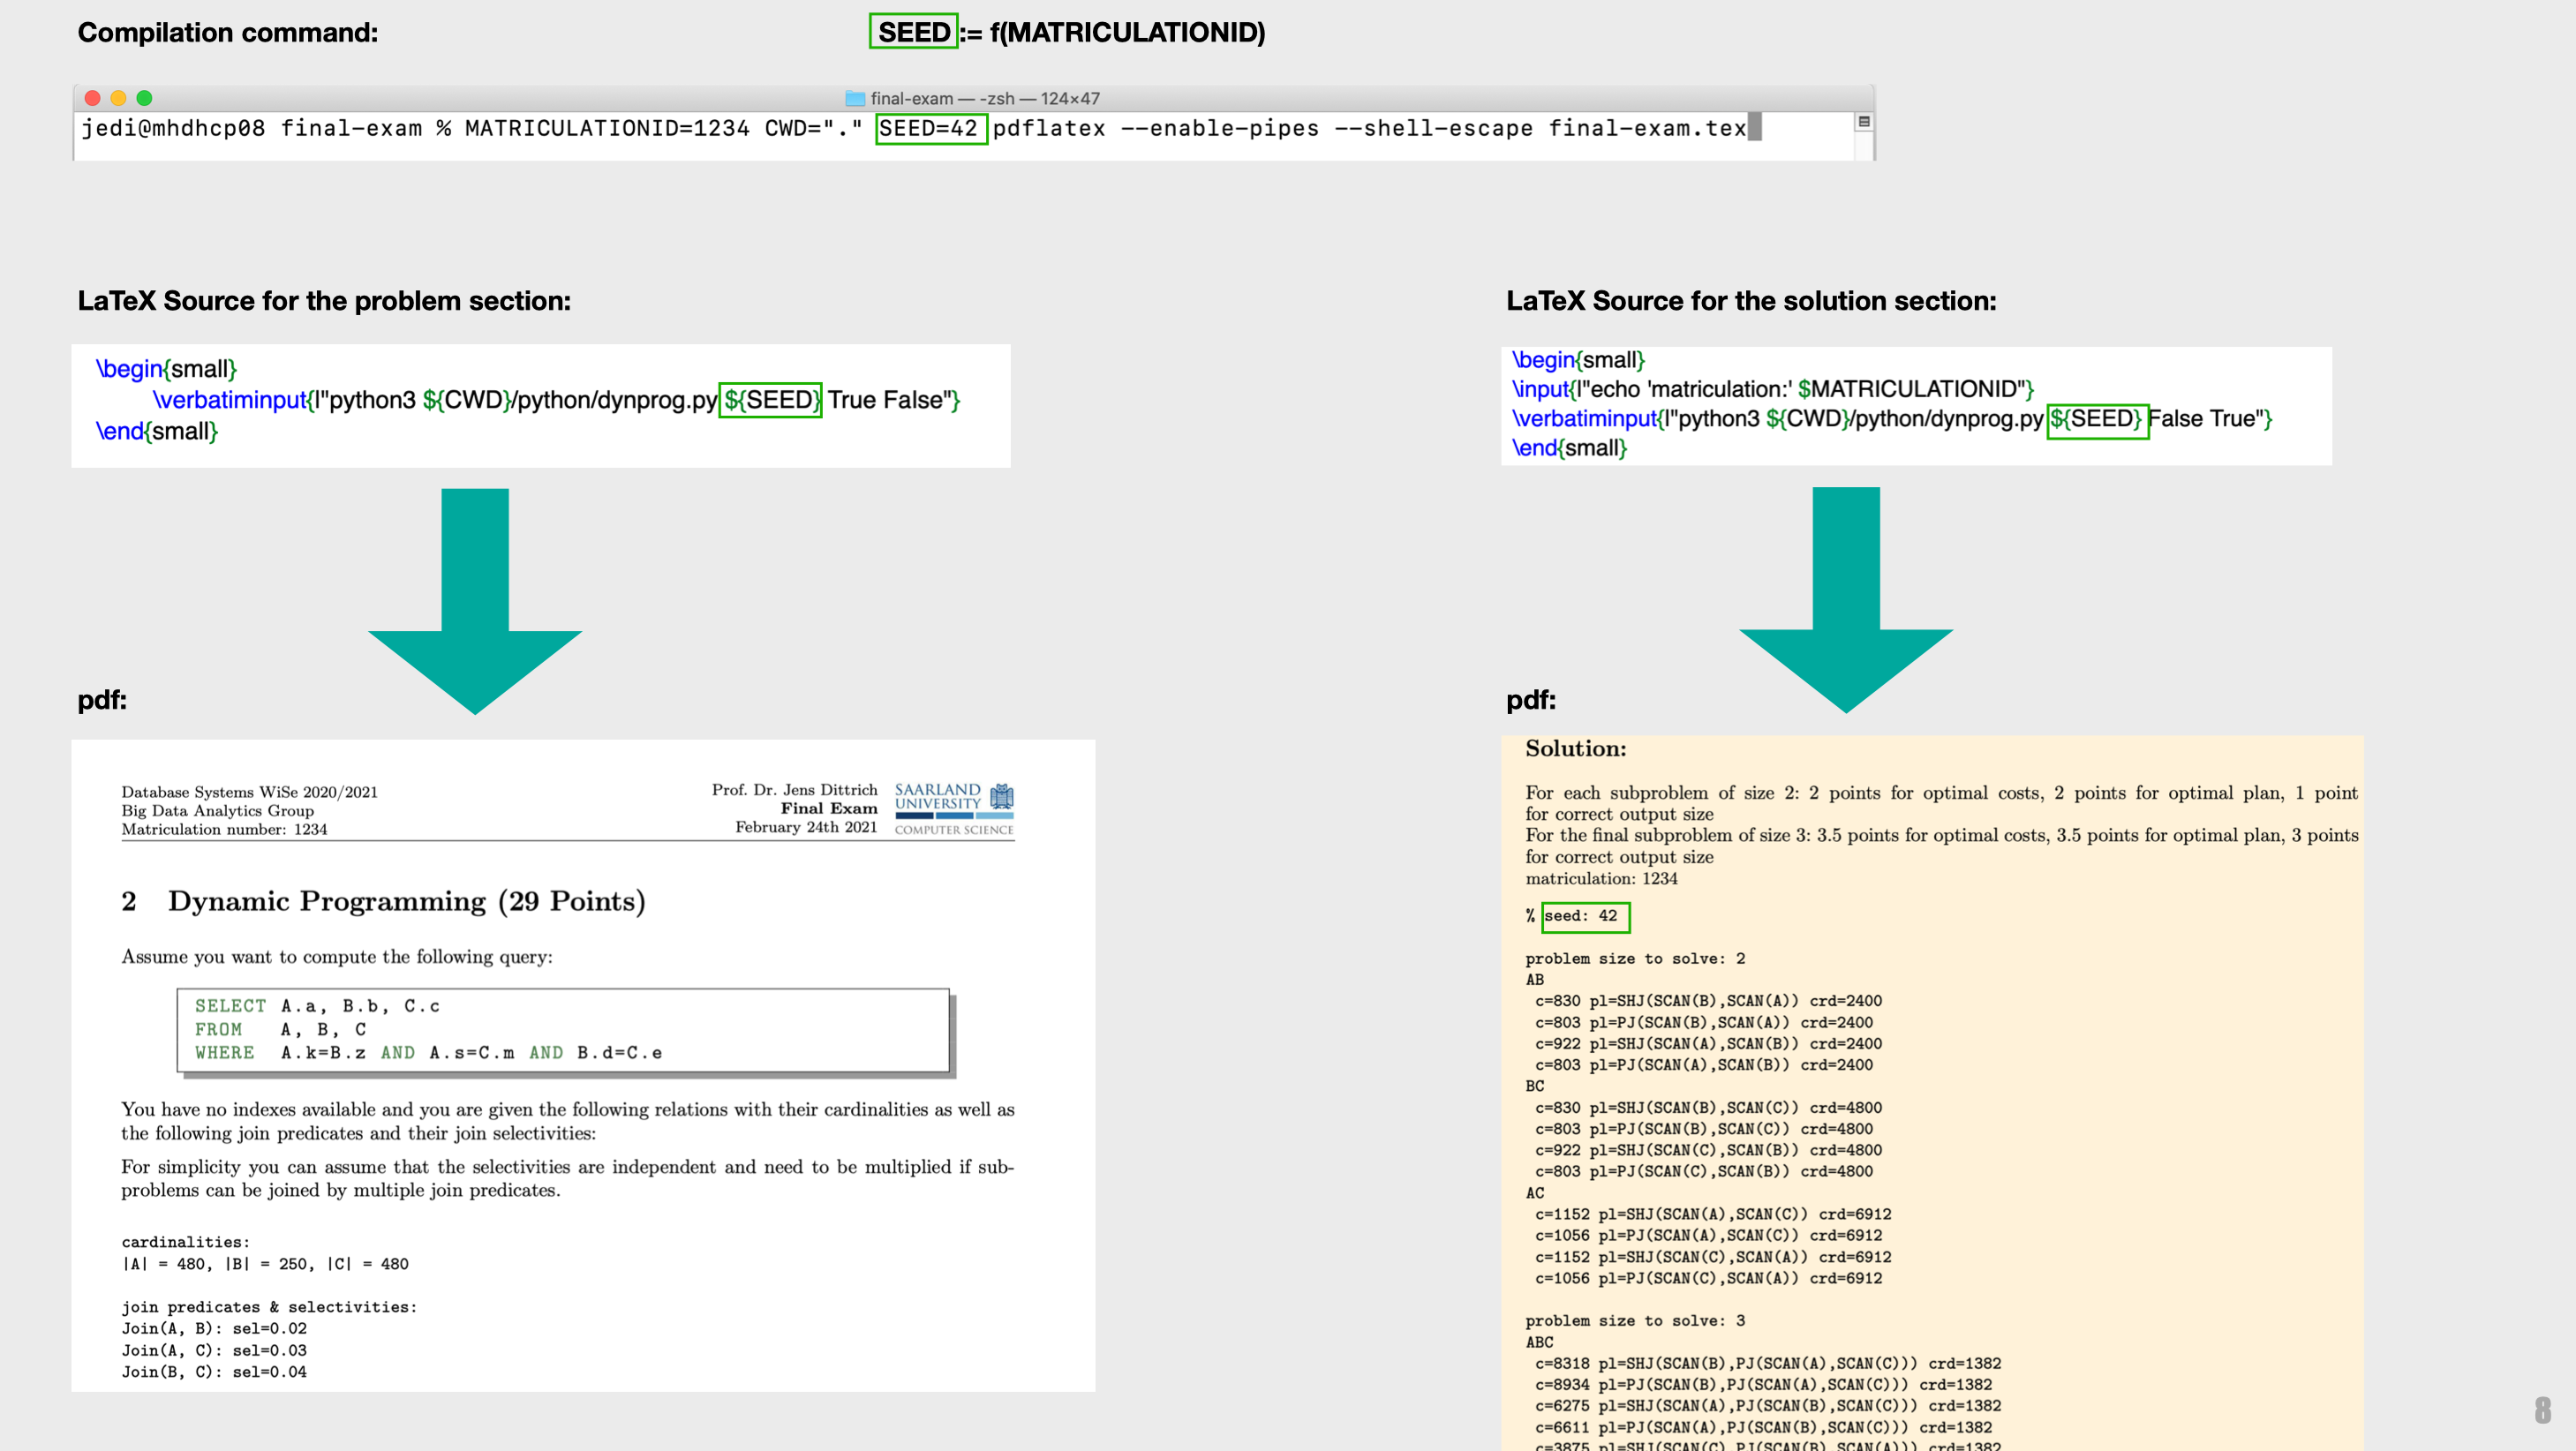 Compilation command:
SEED := f(MATRICULATIONID)
final-exam — -zsh — 124×47
jedi@mhdhcp08 final-exam % MATRICULATIONID=1234 CWD="." SEED=42 pdflatex --enable-pipes --shell-escape final-exam.tex
LaTeX Source for the problem section:
\begin{small}
\verbatiminput{|"python3 ${CWD}/python/dynprog.py ${SEED} True False"}
\end{small}
LaTeX Source for the solution section:
\begin{small}
\input{|"echo 'matriculation:' $MATRICULATIONID"}
\verbatiminput{|"python3 ${CWD}/python/dynprog.py ${SEED} False True"}
\end{small}
pdf:
Database Systems WiSe 2020/2021
Big Data Analytics Group
Matriculation number: 1234
Prof. Dr. Jens Dittrich
Final Exam
February 24th 2021
SAARLAND
UNIVERSITY
COMPUTER SCIENCE
2 Dynamic Programming (29 Points)
Assume you want to compute the following query:
SELECT A.a, B.b, C.c
FROM A, B, C
WHERE A.k=B.z AND A.s=C.m AND B.d=C.e
You have no indexes available and you are given the following relations with their cardinalities as well as
the following join predicates and their join selectivities:
For simplicity you can assume that the selectivities are independent and need to be multiplied if sub-
problems can be joined by multiple join predicates.
cardinalities:
|A| = 480, |B| = 250, |C| = 480
join predicates & selectivities:
Join(A, B): sel=0.02
Join(A, C): sel=0.03
Join(B, C): sel=0.04
pdf:
Solution:
For each subproblem of size 2: 2 points for optimal costs, 2 points for optimal plan, 1 point
for correct output size
For the final subproblem of size 3: 3.5 points for optimal costs, 3.5 points for optimal plan, 3 points
for correct output size
matriculation: 1234
% seed: 42
problem size to solve: 2
AB
c=830 pl=SHJ(SCAN(B),SCAN(A)) crd=2400
c=803 pl=PJ(SCAN(B),SCAN(A)) crd=2400
c=922 pl=SHJ(SCAN(A),SCAN(B)) crd=2400
c=803 pl=PJ(SCAN(A),SCAN(B)) crd=2400
BC
c=830 pl=SHJ(SCAN(B),SCAN(C)) crd=4800
c=803 pl=PJ(SCAN(B),SCAN(C)) crd=4800
c=922 pl=SHJ(SCAN(C),SCAN(B)) crd=4800
c=803 pl=PJ(SCAN(C),SCAN(B)) crd=4800
AC
c=1152 pl=SHJ(SCAN(A),SCAN(C)) crd=6912
c=1056 pl=PJ(SCAN(A),SCAN(C)) crd=6912
c=1152 pl=SHJ(SCAN(C),SCAN(A)) crd=6912
c=1056 pl=PJ(SCAN(C),SCAN(A)) crd=6912
problem size to solve: 3
ABC
c=8318 pl=SHJ(SCAN(B),PJ(SCAN(A),SCAN(C))) crd=1382
c=8934 pl=PJ(SCAN(B),PJ(SCAN(A),SCAN(C))) crd=1382
c=6275 pl=SHJ(SCAN(A),PJ(SCAN(B),SCAN(C))) crd=1382
c=6611 pl=PJ(SCAN(A),PJ(SCAN(B),SCAN(C))) crd=1382
c=3875 pl=SHJ(SCAN(C),PJ(SCAN(B),SCAN(A))) crd=1382
8